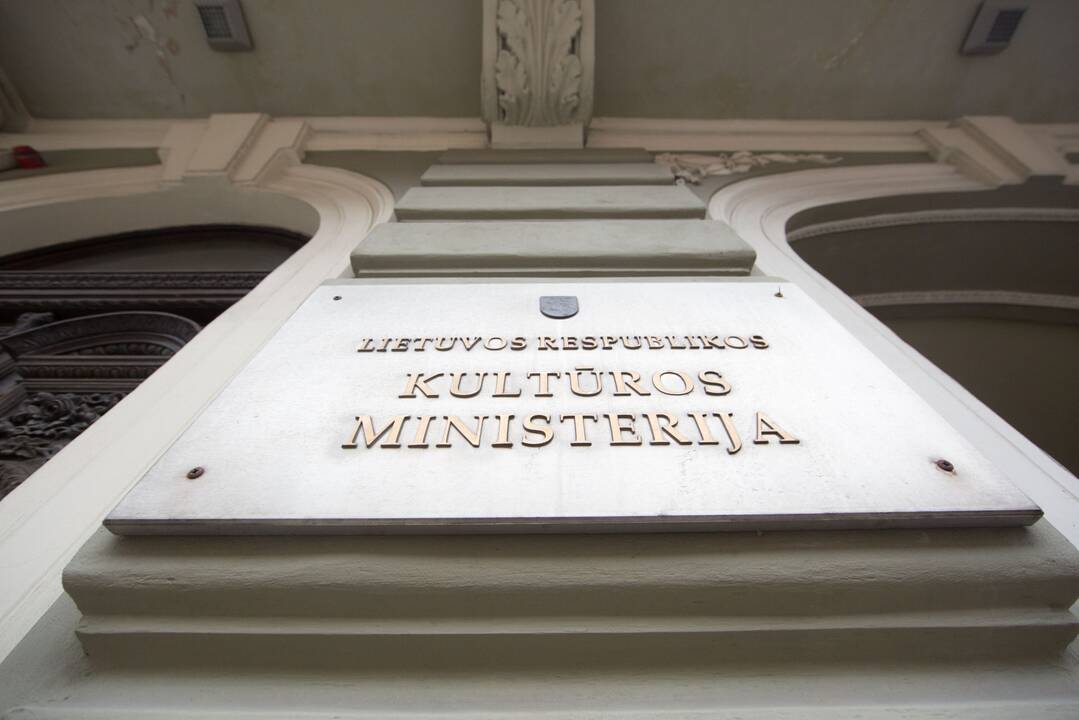 LIETUVOS RESPUBLIKOS
KULTŪROS
MINISTERIJA